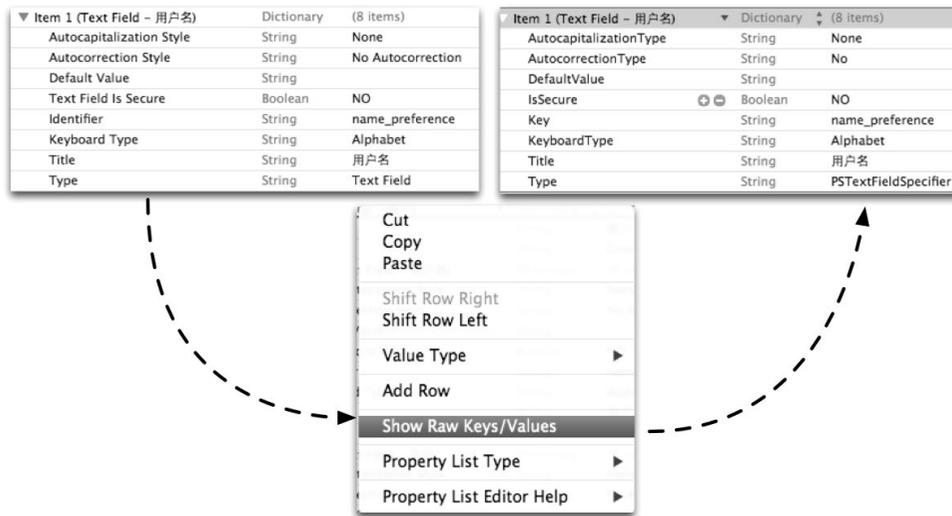 Item 1 (Text Field – 用户名) Dictionary (8 items)
Autocapitalization Style String None
Autocorrection Style String No Autocorrection
Default Value String
Text Field Is Secure Boolean NO
Identifier String name_preference
Keyboard Type String Alphabet
Title String 用户名
Type String Text Field
Item 1 (Text Field – 用户名) Dictionary (8 items)
AutocapitalizationType String None
AutocorrectionType String No
DefaultValue String
IsSecure Boolean NO
Key String name_preference
KeyboardType String Alphabet
Title String 用户名
Type String PSTextFieldSpecifier
Cut
Copy
Paste
Shift Row Right
Shift Row Left
Value Type
Add Row
Show Raw Keys/Values
Property List Type
Property List Editor Help